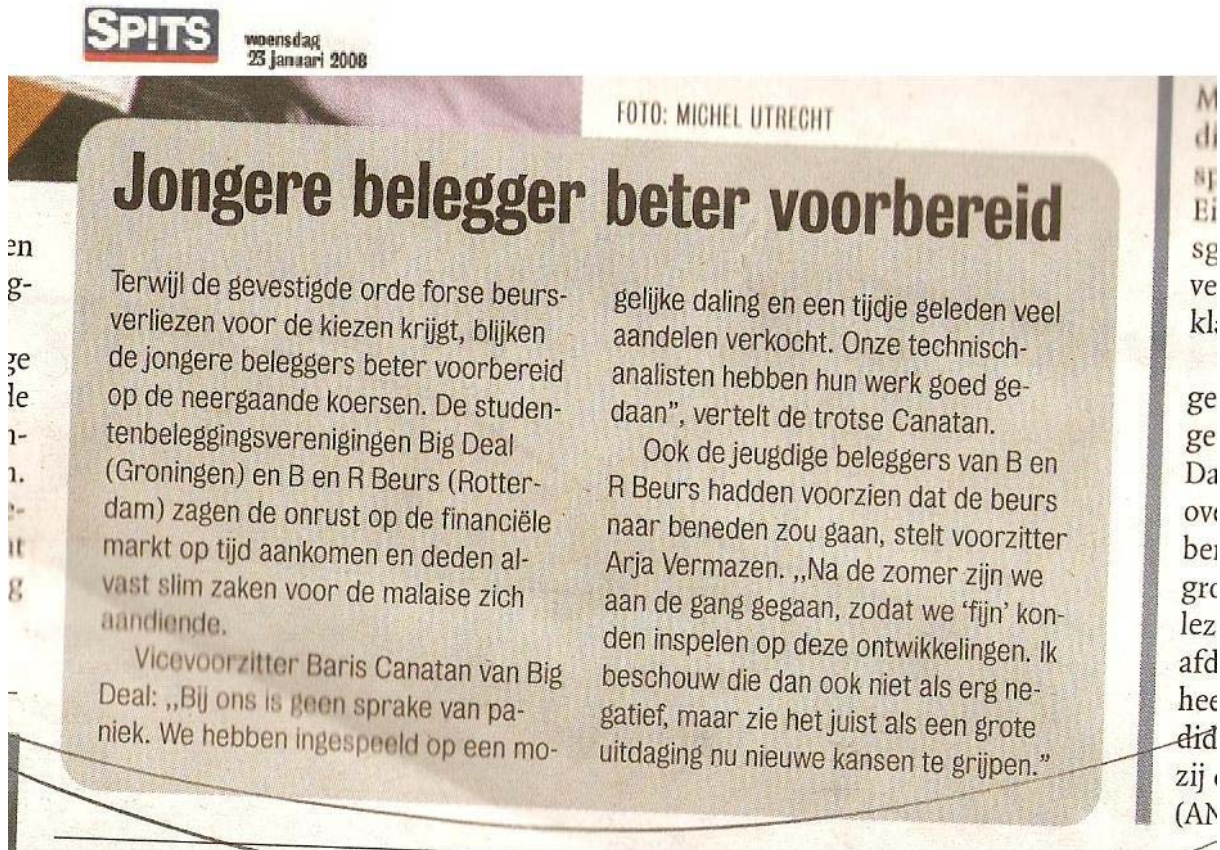 SP!TS
woensdag
23 januari 2008
FOTO: MICHEL UTRECHT
Jongere belegger beter voorbereid
Terwijl de gevestigde orde forse beurs-
verliezen voor de kiezen krijgt, blijken
de jongere beleggers beter voorbereid
op de neergaande koersen. De studen-
tenbeleggingsverenigingen Big Deal
(Groningen) en B en R Beurs (Rotter-
dam) zagen de onrust op de financiële
markt op tijd aankomen en deden al-
vast slim zaken voor de malaise zich
aandiende.
Vicevoorzitter Baris Canatan van Big
Deal: „Bij ons is geen sprake van pa-
niek. We hebben ingespeeld op een mo-
gelijke daling en een tijdje geleden veel
aandelen verkocht. Onze technisch-
analisten hebben hun werk goed ge-
daan”, vertelt de trotse Canatan.
Ook de jeugdige beleggers van B en
R Beurs hadden voorzien dat de beurs
naar beneden zou gaan, stelt voorzitter
Arja Vermazen. „Na de zomer zijn we
aan de gang gegaan, zodat we ‘fijn’ kon-
den inspelen op deze ontwikkelingen. Ik
beschouw die dan ook niet als erg ne-
gatief, maar zie het juist als een grote
uitdaging nu nieuwe kansen te grijpen.”